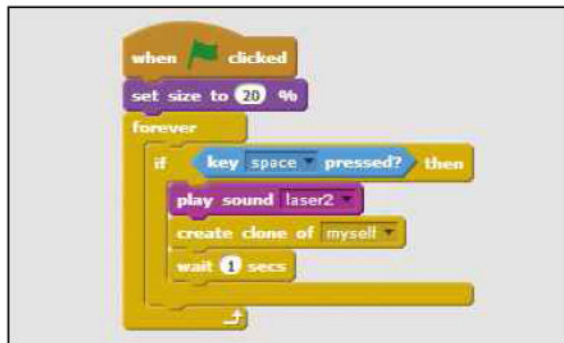 when clicked
set size to 20 %
forever
if key space pressed? then
play sound laser2
create clone of myself
wait 1 secs